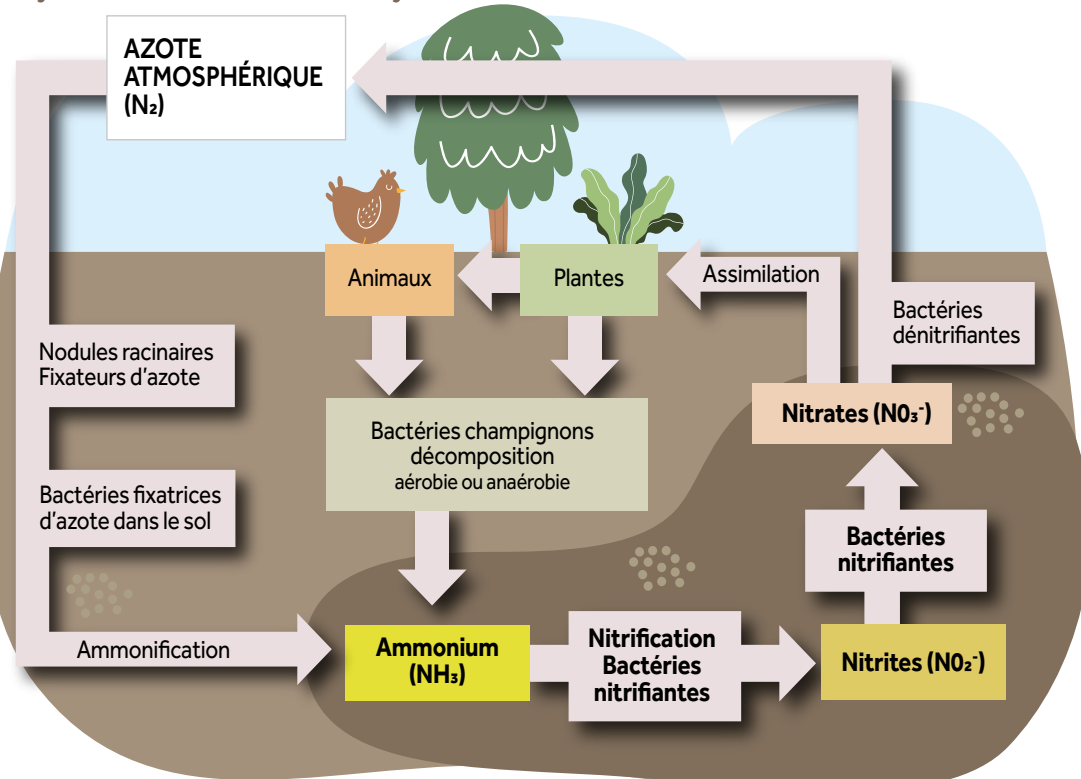 AZOTE
ATMOSPHÉRIQUE
(N₂)
Animaux
Plantes
Assimilation
Bactéries
dénitrifiantes
Nodules racinaires
Fixateurs d'azote
Nitrates (N0₃⁻)
Bactéries champignons
décomposition
aérobie ou anaérobie
Bactéries fixatrices
d'azote dans le sol
Bactéries
nitrifiantes
Ammonification
Ammonium
(NH₃)
Nitrification
Bactéries
nitrifiantes
Nitrites (N0₂⁻)